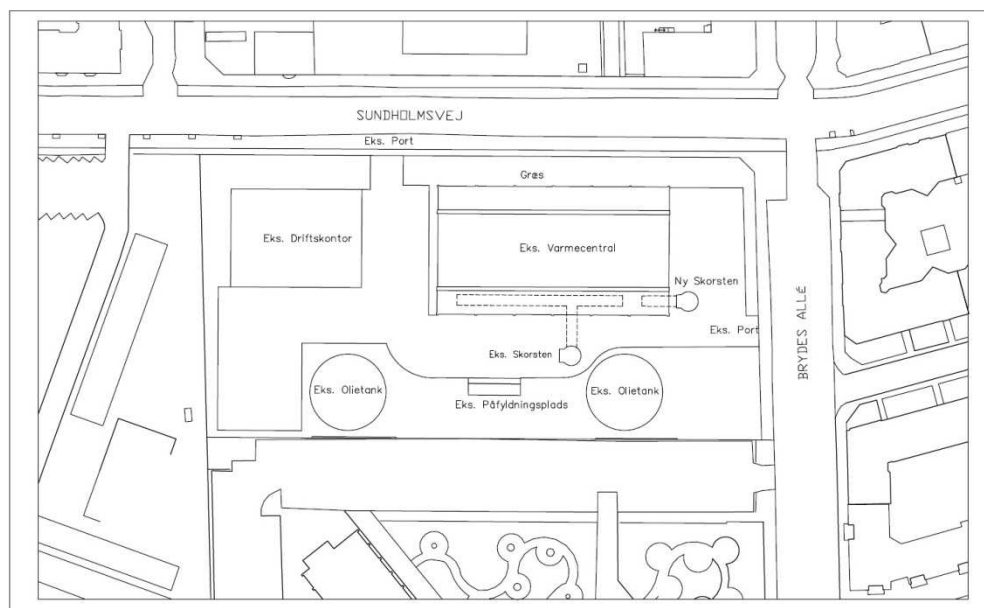 SUNDHOLMSVEJ
Eks. Port
Græs
Eks. Driftskontor
Eks. Varmecentral
Ny Skorsten
Eks. Port
BRYDES ALLÉ
Eks. Skorsten
Eks. Olietank
Eks. Olietank
Eks. Påfyldningsplads